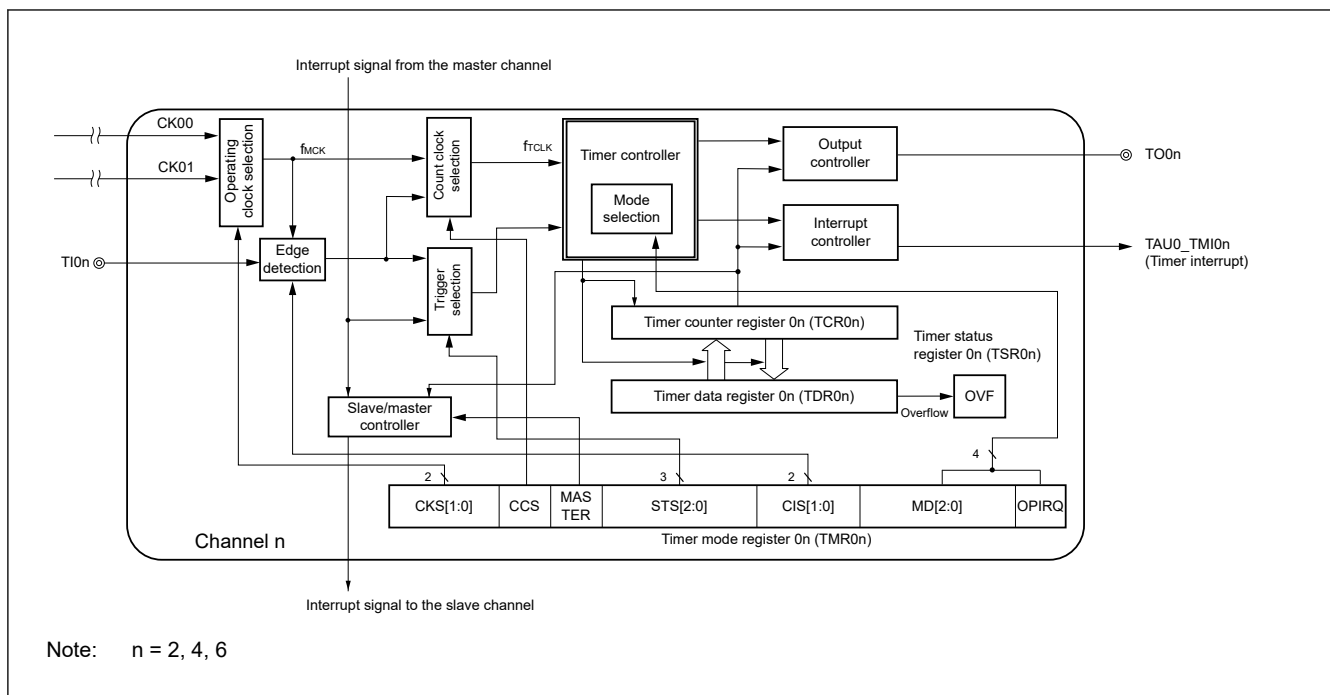 Interrupt signal from the master channel
CK00
CK01
Operating
clock selection
fMCK
Count clock
selection
fTCLK
Timer controller
Mode
selection
Output
controller
TO0n
Interrupt
controller
TAU0_TMI0n
(Timer interrupt)
TI0n
Edge
detection
Trigger
selection
Timer counter register 0n (TCR0n)
Timer status
register 0n (TSR0n)
Timer data register 0n (TDR0n)
Overflow
OVF
Slave/master
controller
2
3
2
4
CKS[1:0]
CCS
MAS
TER
STS[2:0]
CIS[1:0]
MD[2:0]
OPIRQ
Channel n
Timer mode register 0n (TMR0n)
Interrupt signal to the slave channel
Note: n = 2, 4, 6